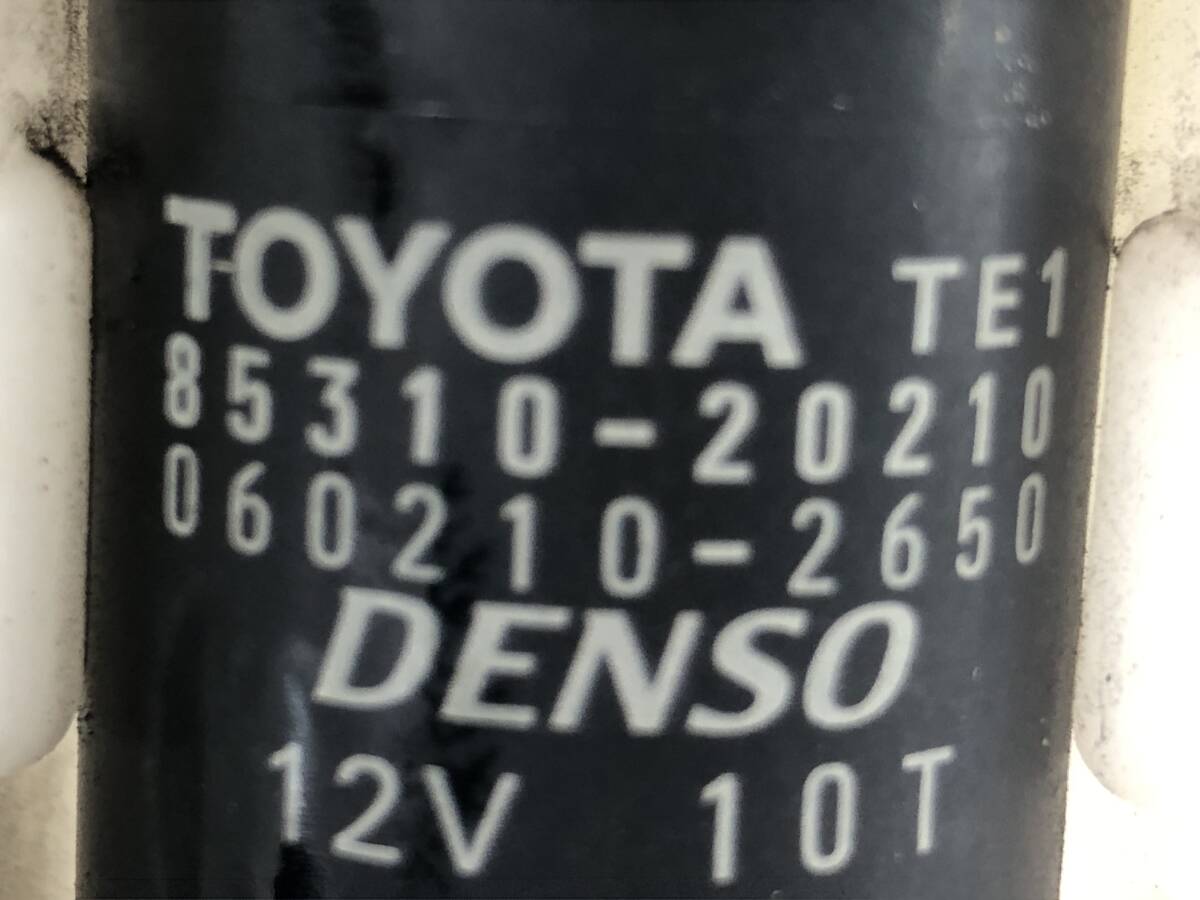 TOYOTA TE1
85310-20210
060210-2650
DENSO
12V 10T